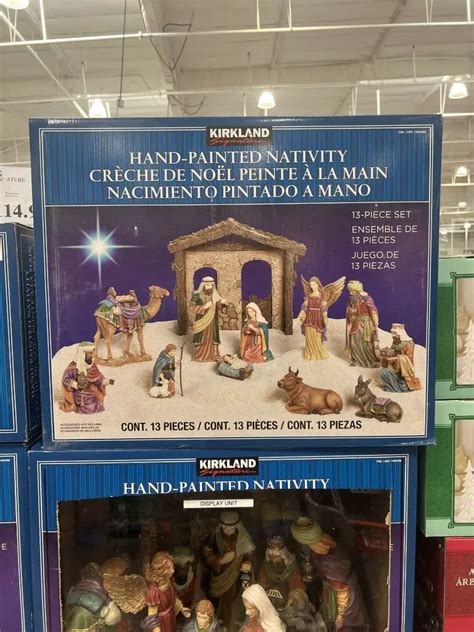 KIRKLAND
Signature
HAND-PAINTED NATIVITY
CRÈCHE DE NOËL PEINTE À LA MAIN
NACIMIENTO PINTADO A MANO
ATURE
14.9
13-PIECE SET
ENSEMBLE DE
13 PIÈCES
JUEGO DE
13 PIEZAS
CONT. 13 PIECES / CONT. 13 PIÈCES / CONT. 13 PIEZAS
KIRKLAND
Signature
HAND-PAINTED NATIVITY
DISPLAY UNIT